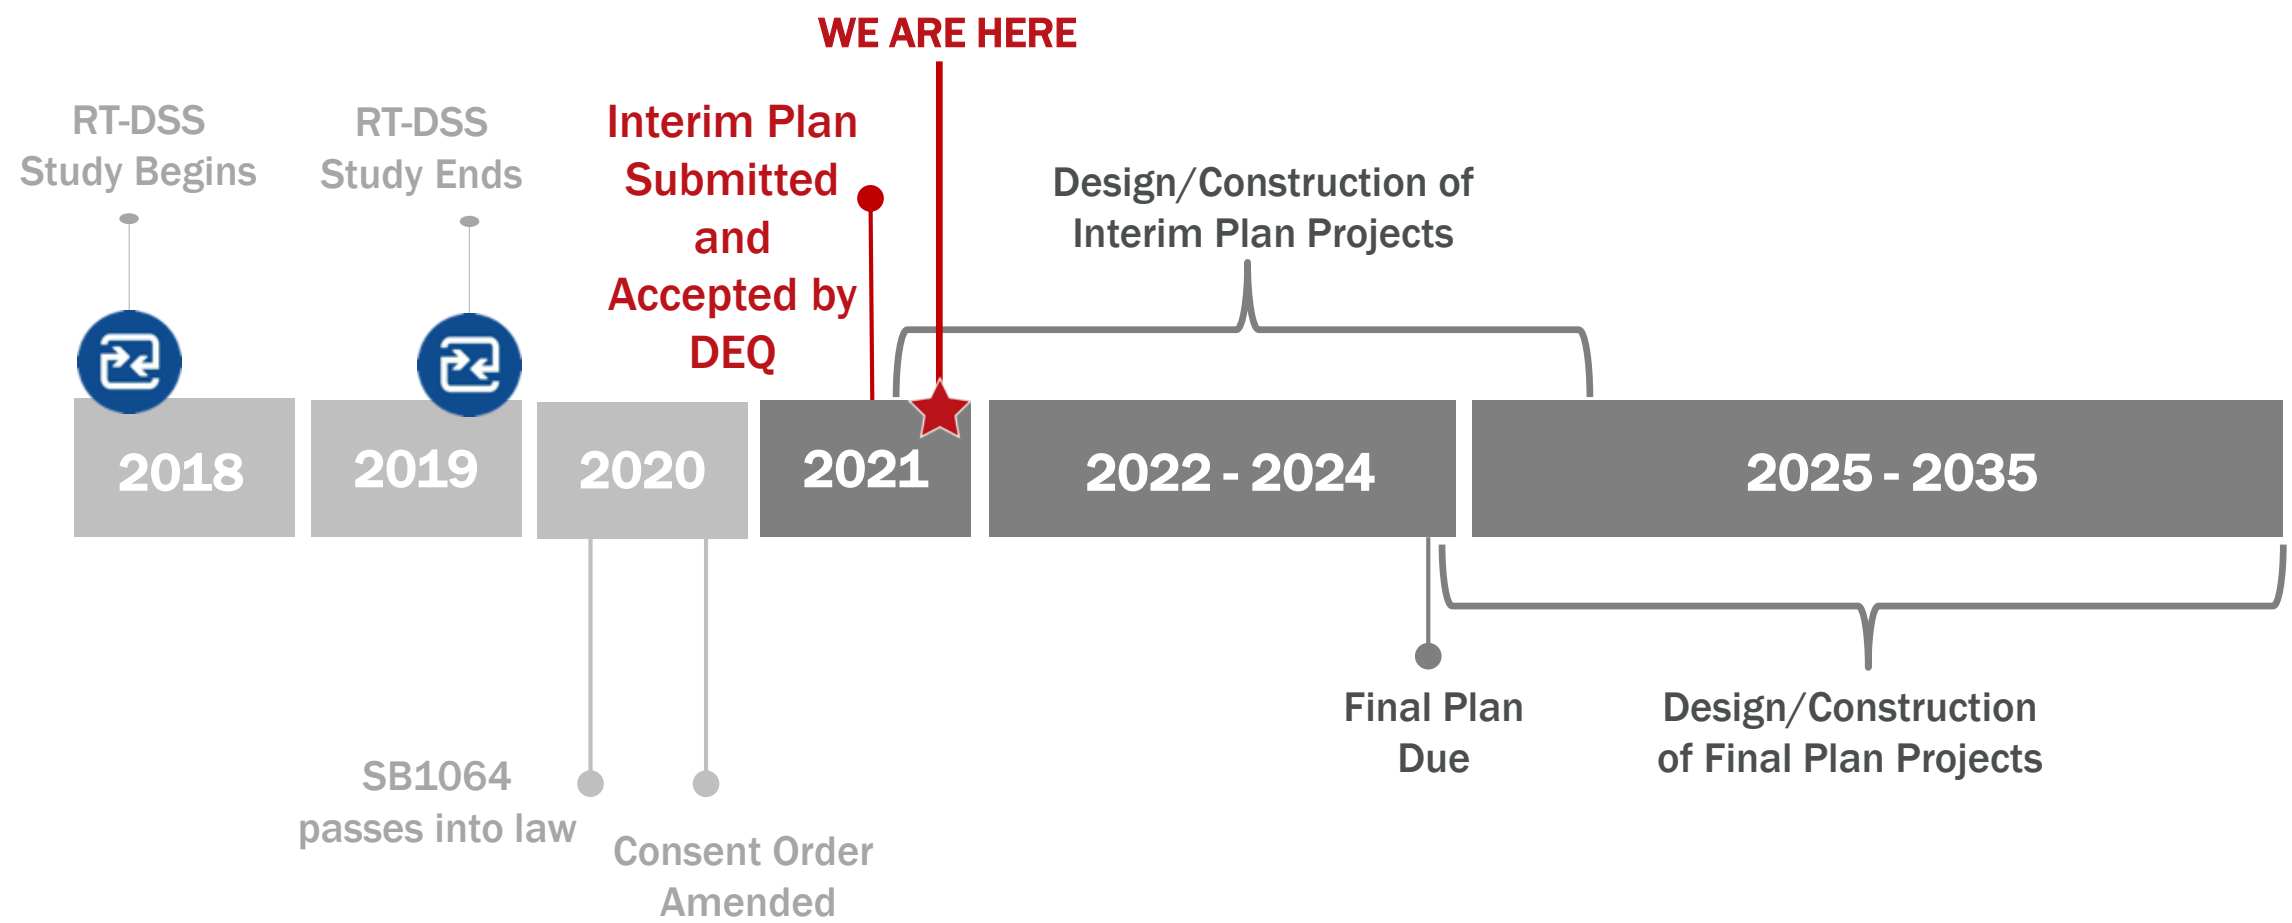 WE ARE HERE
RT-DSS
Study Begins
RT-DSS
Study Ends
Interim Plan
Submitted
and
Accepted by
DEQ
Design/Construction of
Interim Plan Projects
2018
2019
2020
2021
2022 - 2024
2025 - 2035
SB1064
passes into law
Consent Order
Amended
Final Plan
Due
Design/Construction
of Final Plan Projects